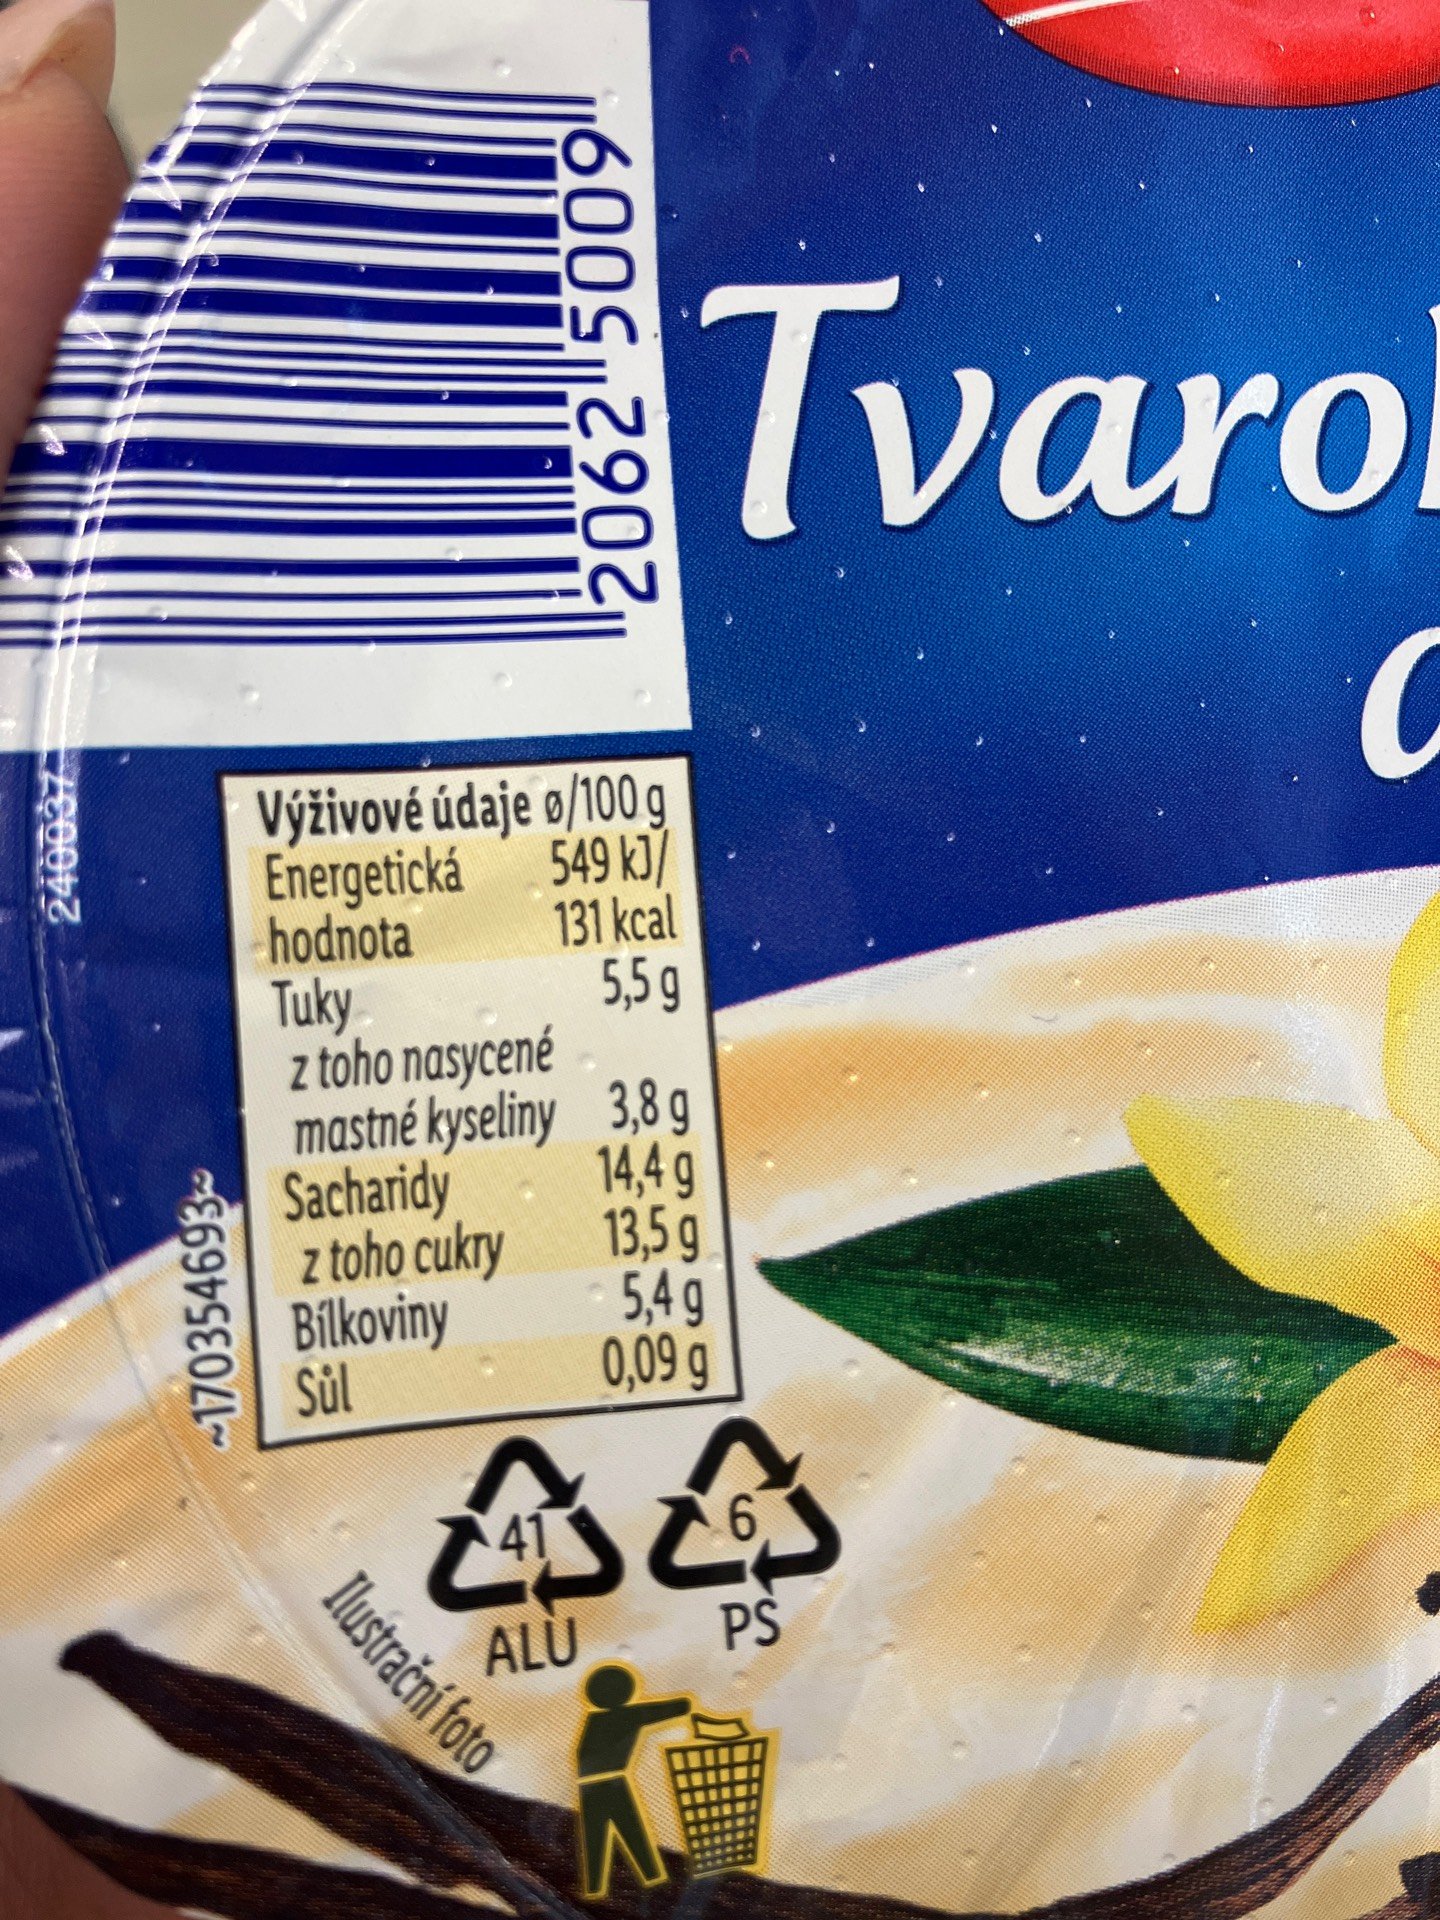 2062 5009
Tvaro
240037
Výživové údaje ø/100 g
Energetická 549 kJ/
hodnota 131 kcal
Tuky 5,5 g
z toho nasycené
mastné kyseliny 3,8 g
Sacharidy 14,4 g
z toho cukry 13,5 g
Bílkoviny 5,4 g
Sůl 0,09 g
~170354693~
41
ALU
6
PS
Ilustrační foto